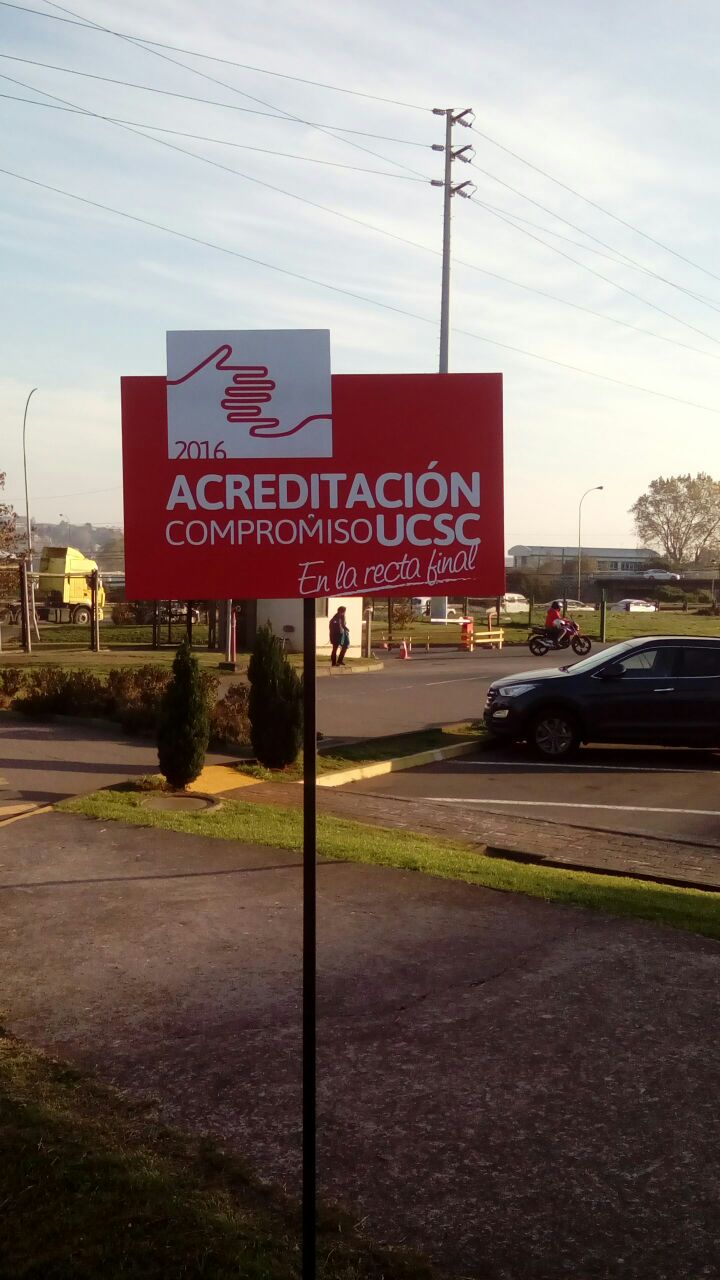 2016
ACREDITACIÓN
COMPROMISO UCSC
En la recta final